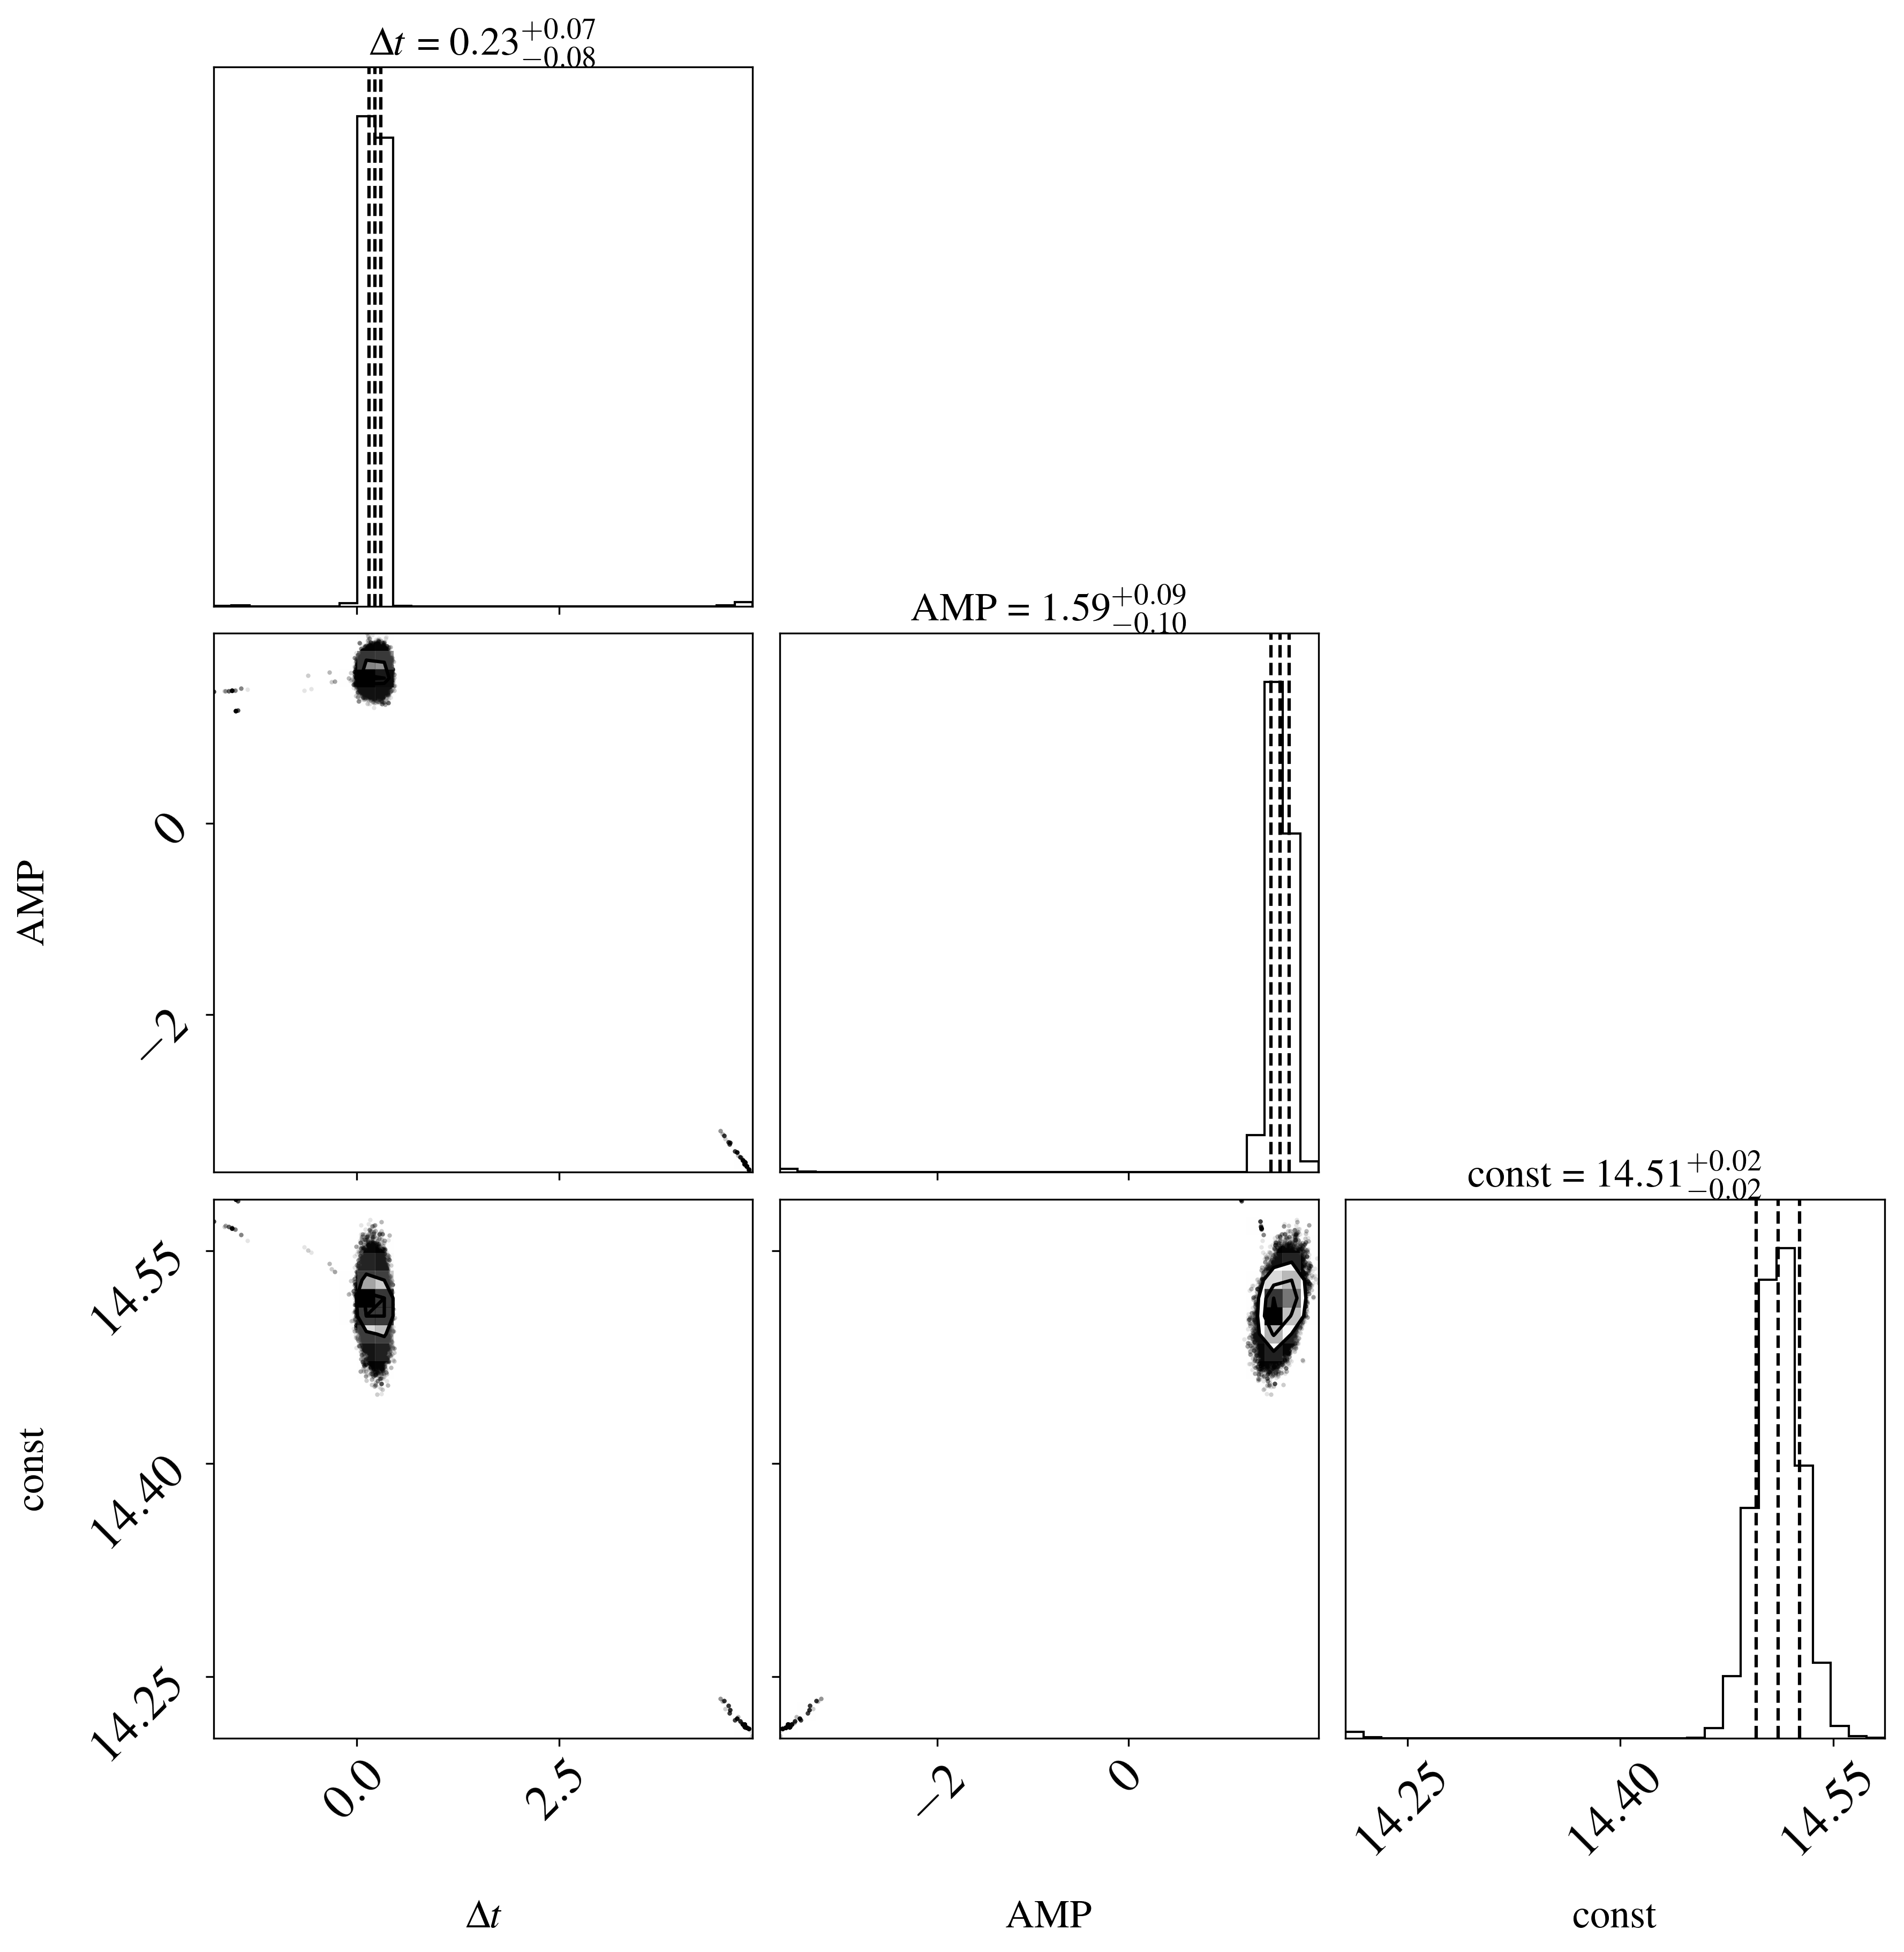 Δt = 0.23+0.07−0.08
AMP = 1.59+0.09−0.10
AMP
0
−2
const = 14.51+0.02−0.02
const
14.55
14.40
14.25
0.0
2.5
−2
0
14.25
14.40
14.55
Δt
AMP
const